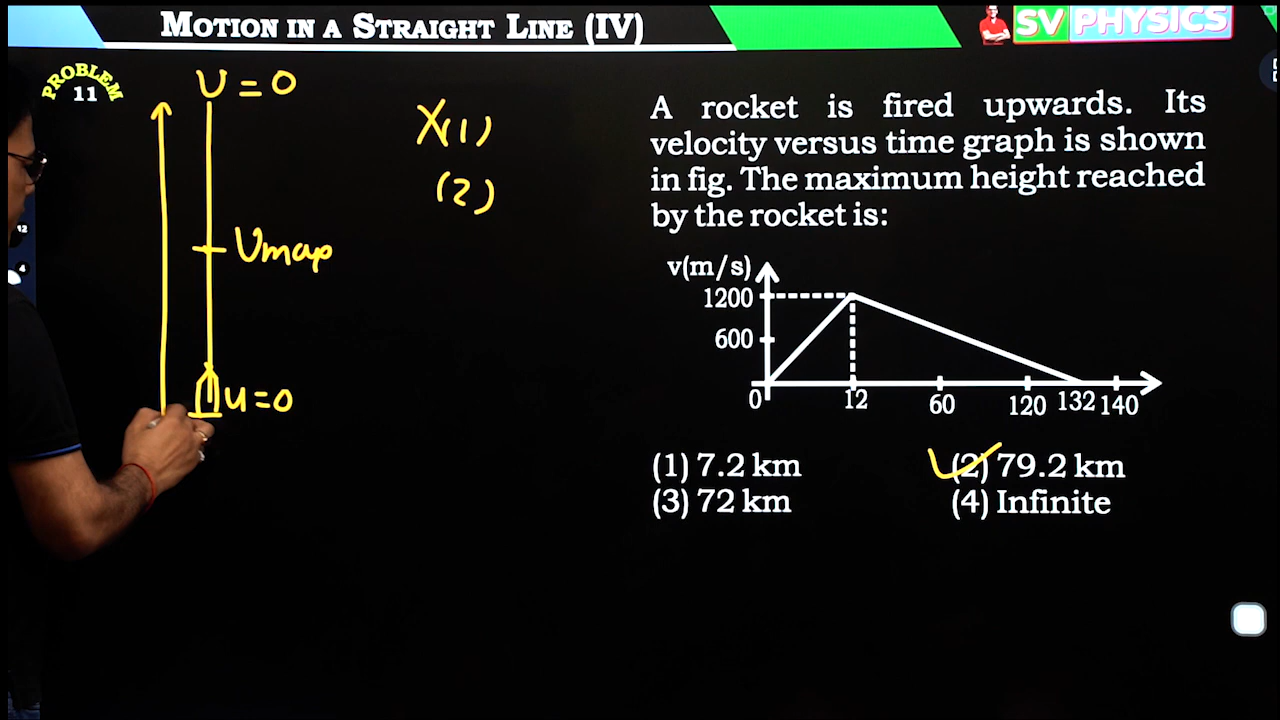 MOTION IN A STRAIGHT LINE (IV)
SV PHYSICS
PROBLEM
11
U = 0
X(1)
(2)
Umax
u = 0
A rocket is fired upwards. Its
velocity versus time graph is shown
in fig. The maximum height reached
by the rocket is:
v(m/s)
1200
600
0 12 60 120 132 140
(1) 7.2 km (2) 79.2 km
(3) 72 km (4) Infinite